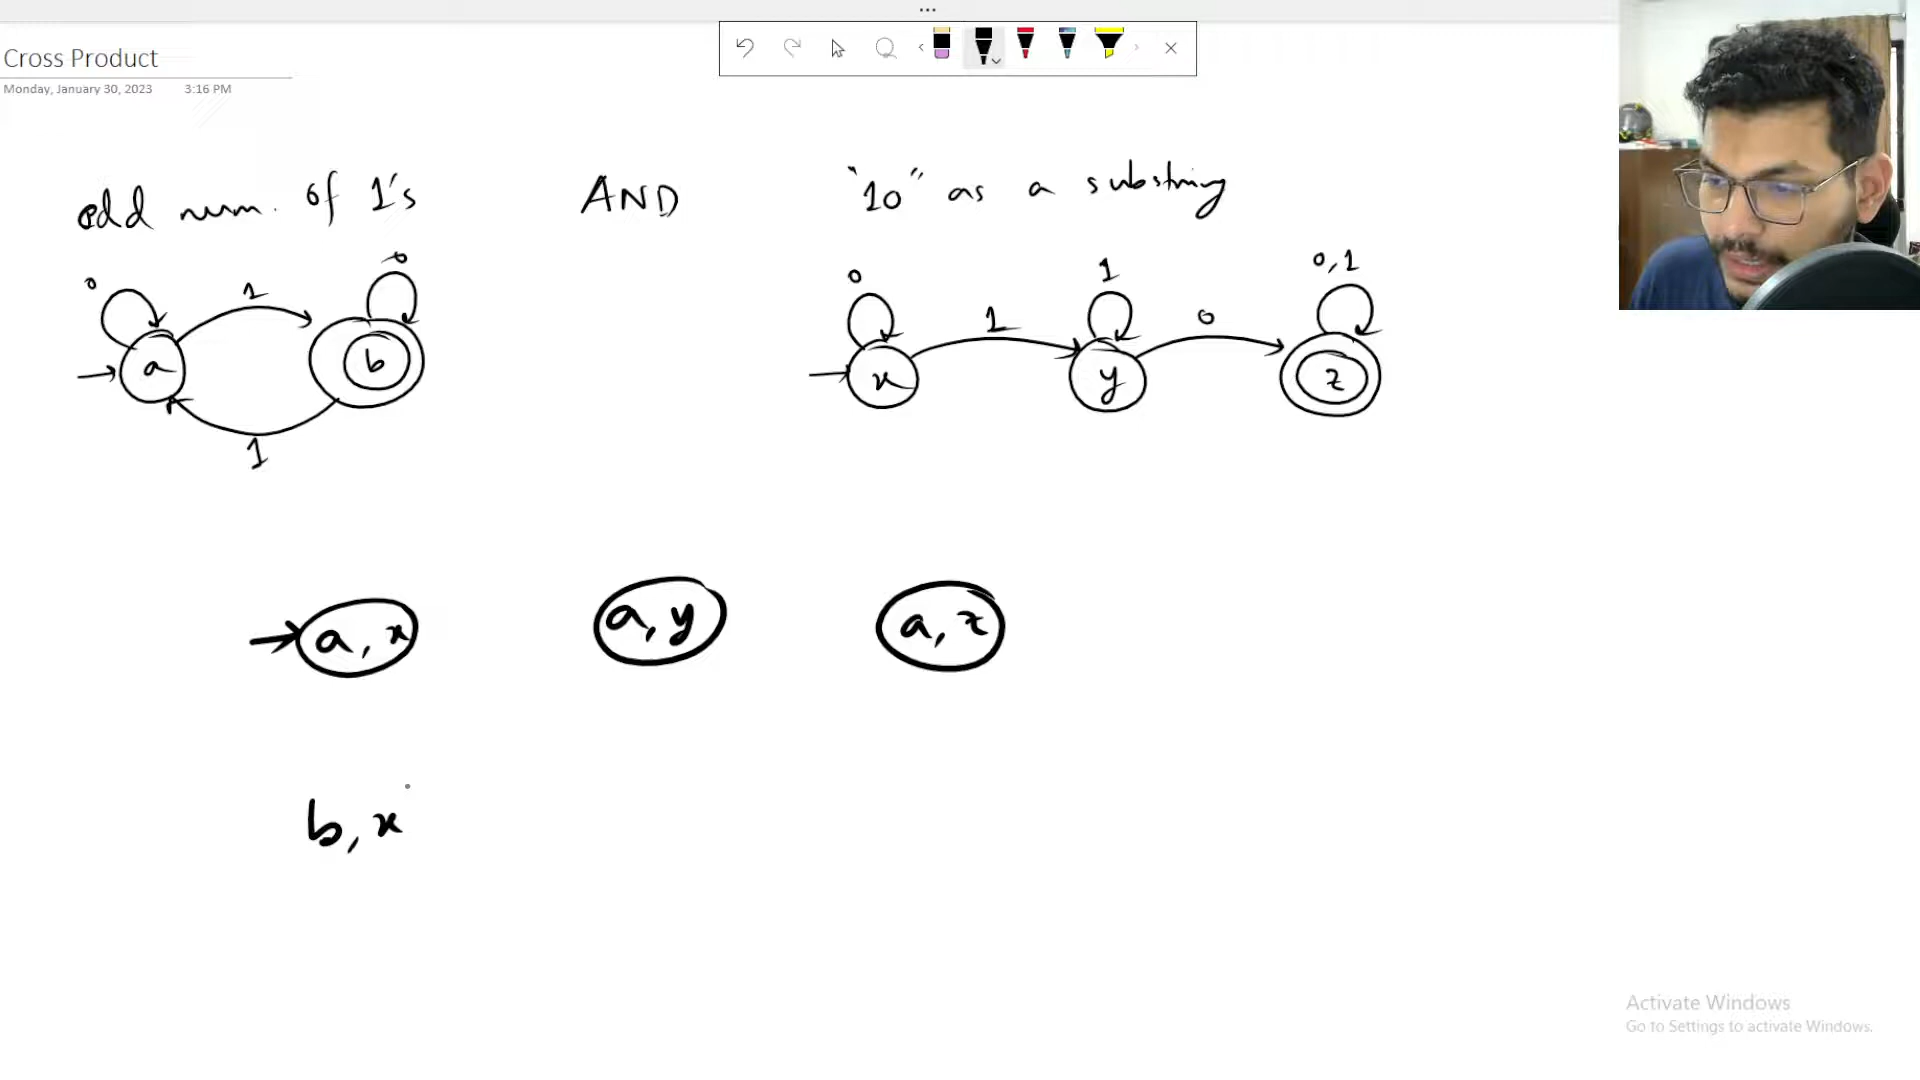 Cross Product
Monday, January 30, 2023 3:16 PM
odd num. of 1's AND "10" as a substring
0 1 0 0 1 1 0 0,1
a b x y z
1
a, x a, y a, z
b, x
Activate Windows
Go to Settings to activate Windows.